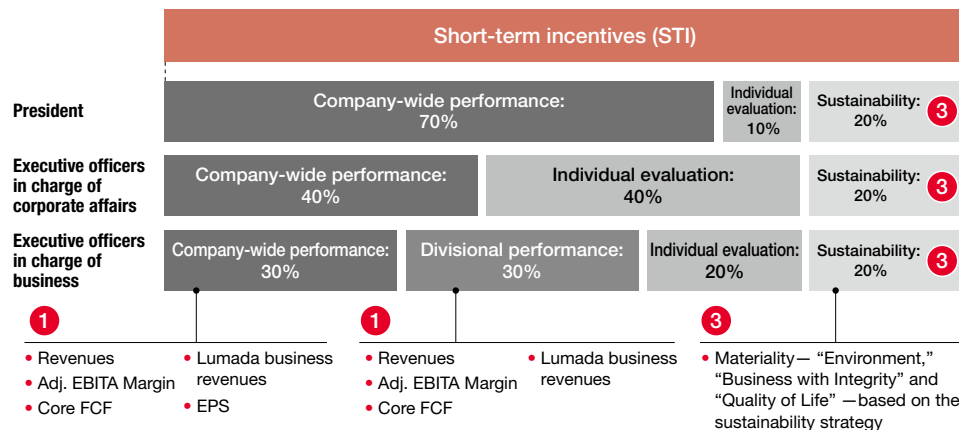 Short-term incentives (STI)
President
Company-wide performance:
70%
Individual
evaluation:
10%
Sustainability:
20%
3
Executive officers
in charge of
corporate affairs
Company-wide performance:
40%
Individual evaluation:
40%
Sustainability:
20%
3
Executive officers
in charge of
business
Company-wide performance:
30%
Divisional performance:
30%
Individual evaluation:
20%
Sustainability:
20%
3
1
• Revenues
• Adj. EBITA Margin
• Core FCF
• Lumada business
revenues
• EPS
1
• Revenues
• Adj. EBITA Margin
• Core FCF
• Lumada business
revenues
3
• Materiality— “Environment,”
“Business with Integrity” and
“Quality of Life” —based on the
sustainability strategy